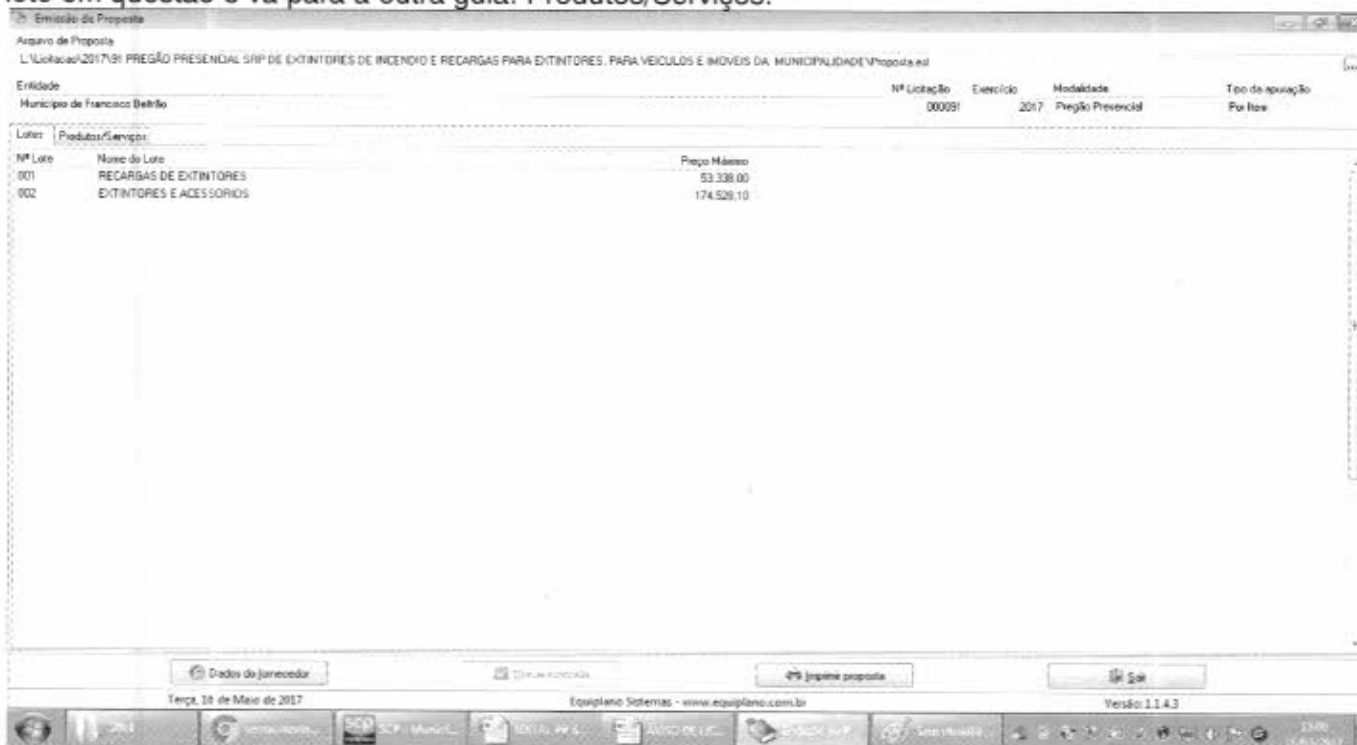 lote em questão e vá para a outra guia: Produtos/Serviços.
Emissão de Proposta
Arquivo de Proposta
L:\Licitacao\2017\91 PREGÃO PRESENCIAL SRP DE EXTINTORES DE INCENDIO E RECARGAS PARA EXTINTORES, PARA VEICULOS E IMOVEIS DA MUNICIPALIDADE\Proposta.esl
Entidade Nº Licitação Exercício Modalidade Tipo de apuração
Município de Francisco Beltrão 000091 2017 Pregão Presencial Por Item
Lotes Produtos/Serviços
Nº Lote Nome do Lote Preço Máximo
001 RECARGAS DE EXTINTORES 53.338,00
002 EXTINTORES E ACESSORIOS 174.528,10
Dados do fornecedor Imprimir proposta Sair
Terça, 16 de Maio de 2017 Equiplano Sistemas - www.equiplano.com.br Versão: 1.1.4.3